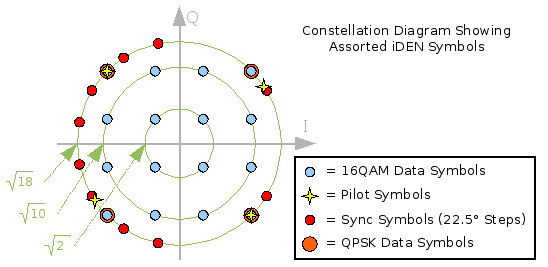 Q
Constellation Diagram Showing
Assorted iDEN Symbols
I
√18
√10
√2
= 16QAM Data Symbols
= Pilot Symbols
= Sync Symbols (22.5° Steps)
= QPSK Data Symbols